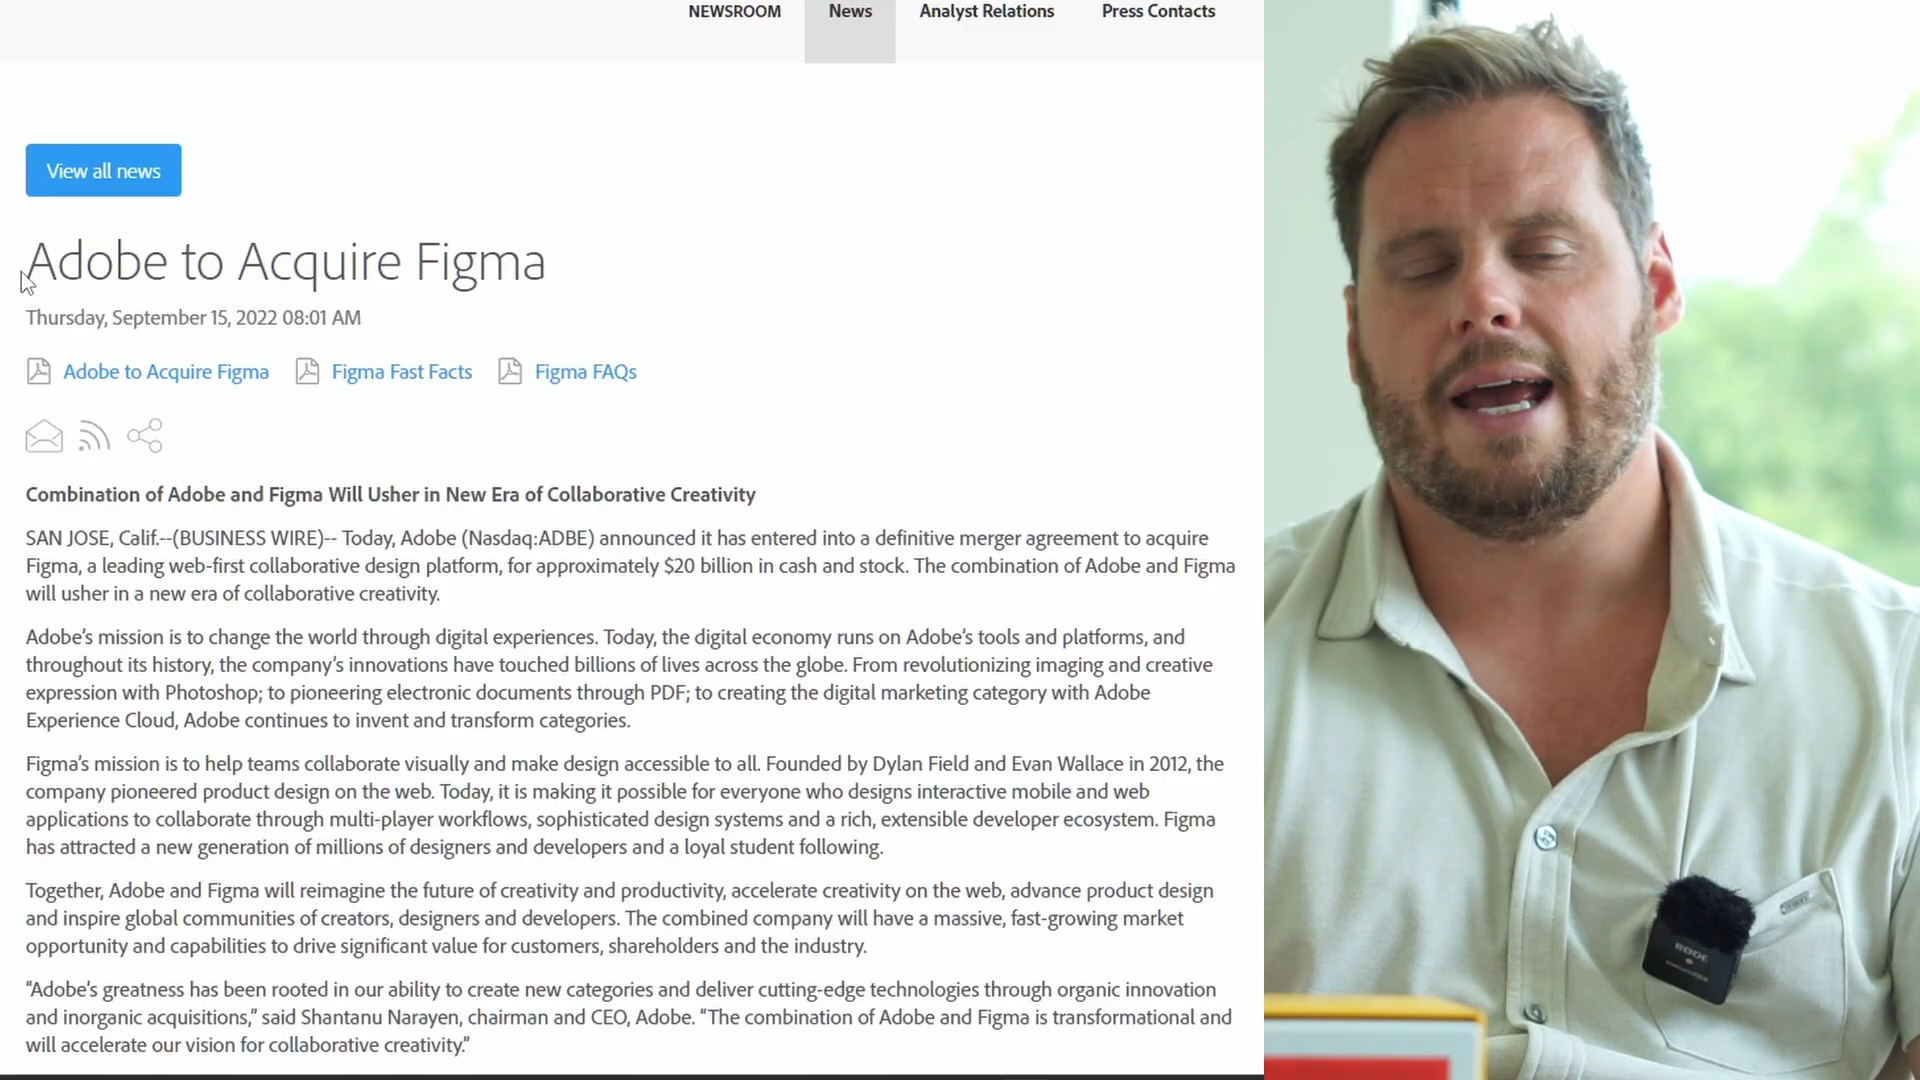 NEWSROOM News Analyst Relations Press Contacts
View all news
Adobe to Acquire Figma
Thursday, September 15, 2022 08:01 AM
Adobe to Acquire Figma Figma Fast Facts Figma FAQs
Combination of Adobe and Figma Will Usher in New Era of Collaborative Creativity
SAN JOSE, Calif.--(BUSINESS WIRE)-- Today, Adobe (Nasdaq:ADBE) announced it has entered into a definitive merger agreement to acquire
Figma, a leading web-first collaborative design platform, for approximately $20 billion in cash and stock. The combination of Adobe and Figma
will usher in a new era of collaborative creativity.
Adobe’s mission is to change the world through digital experiences. Today, the digital economy runs on Adobe’s tools and platforms, and
throughout its history, the company’s innovations have touched billions of lives across the globe. From revolutionizing imaging and creative
expression with Photoshop; to pioneering electronic documents through PDF; to creating the digital marketing category with Adobe
Experience Cloud, Adobe continues to invent and transform categories.
Figma’s mission is to help teams collaborate visually and make design accessible to all. Founded by Dylan Field and Evan Wallace in 2012, the
company pioneered product design on the web. Today, it is making it possible for everyone who designs interactive mobile and web
applications to collaborate through multi-player workflows, sophisticated design systems and a rich, extensible developer ecosystem. Figma
has attracted a new generation of millions of designers and developers and a loyal student following.
Together, Adobe and Figma will reimagine the future of creativity and productivity, accelerate creativity on the web, advance product design
and inspire global communities of creators, designers and developers. The combined company will have a massive, fast-growing market
opportunity and capabilities to drive significant value for customers, shareholders and the industry.
“Adobe’s greatness has been rooted in our ability to create new categories and deliver cutting-edge technologies through organic innovation
and inorganic acquisitions,” said Shantanu Narayen, chairman and CEO, Adobe. “The combination of Adobe and Figma is transformational and
will accelerate our vision for collaborative creativity.”
RODE